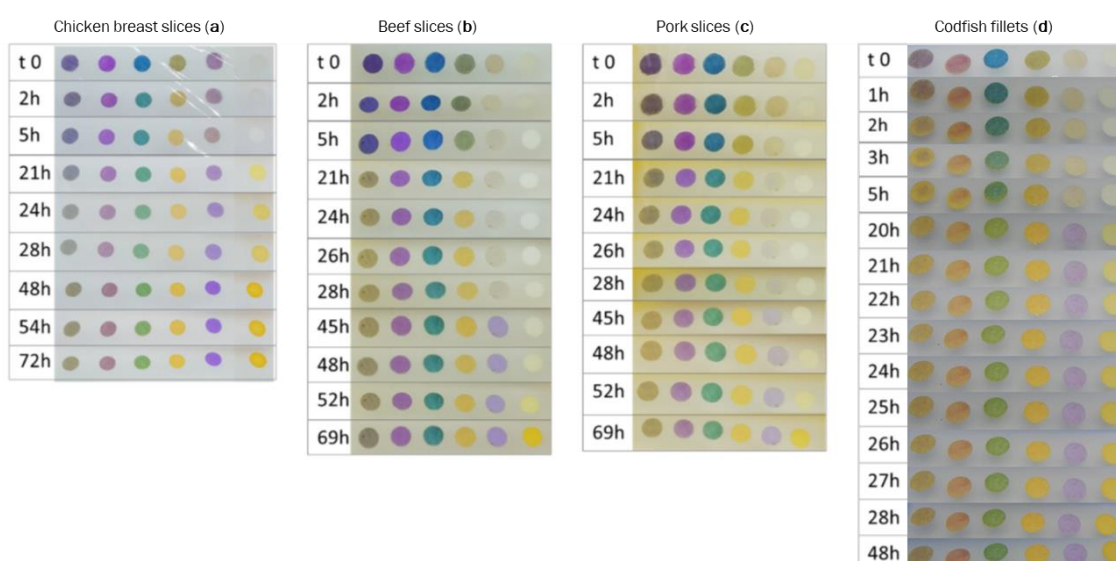 Chicken breast slices (a)
t 0
2h
5h
21h
24h
28h
48h
54h
72h
Beef slices (b)
t 0
2h
5h
21h
24h
26h
28h
45h
48h
52h
69h
Pork slices (c)
t 0
2h
5h
21h
24h
26h
28h
45h
48h
52h
69h
Codfish fillets (d)
t 0
1h
2h
3h
5h
20h
21h
22h
23h
24h
25h
26h
27h
28h
48h